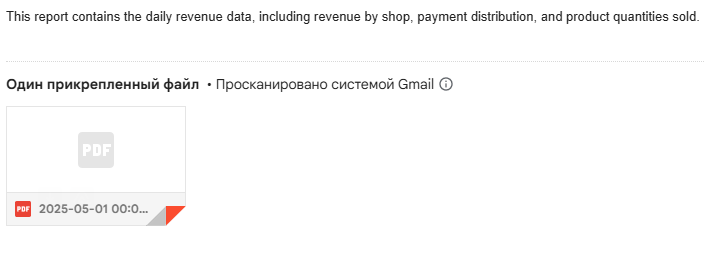 This report contains the daily revenue data, including revenue by shop, payment distribution, and product quantities sold.
Один прикрепленный файл • Просканировано системой Gmail
PDF
PDF 2025-05-01 00:0...